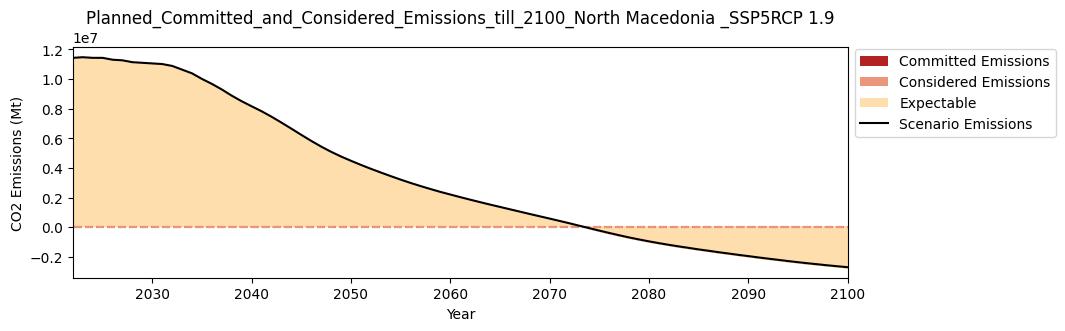 Planned_Committed_and_Considered_Emissions_till_2100_North Macedonia _SSP5RCP 1.9
1e7
1.2
1.0
0.8
0.6
0.4
0.2
0.0
−0.2
CO2 Emissions (Mt)
2030
2040
2050
2060
2070
2080
2090
2100
Year
Committed Emissions
Considered Emissions
Expectable
Scenario Emissions